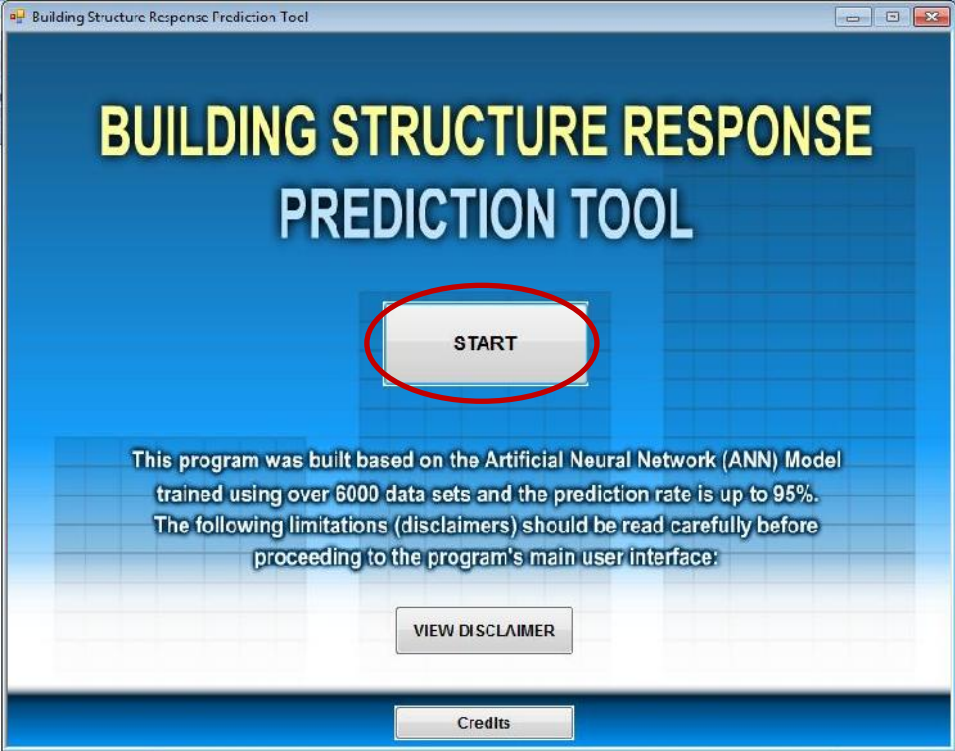 Building Structure Response Prediction Tool
BUILDING STRUCTURE RESPONSE
PREDICTION TOOL
START
This program was built based on the Artificial Neural Network (ANN) Model
trained using over 6000 data sets and the prediction rate is up to 95%.
The following limitations (disclaimers) should be read carefully before
proceeding to the program's main user interface:
VIEW DISCLAIMER
Credits